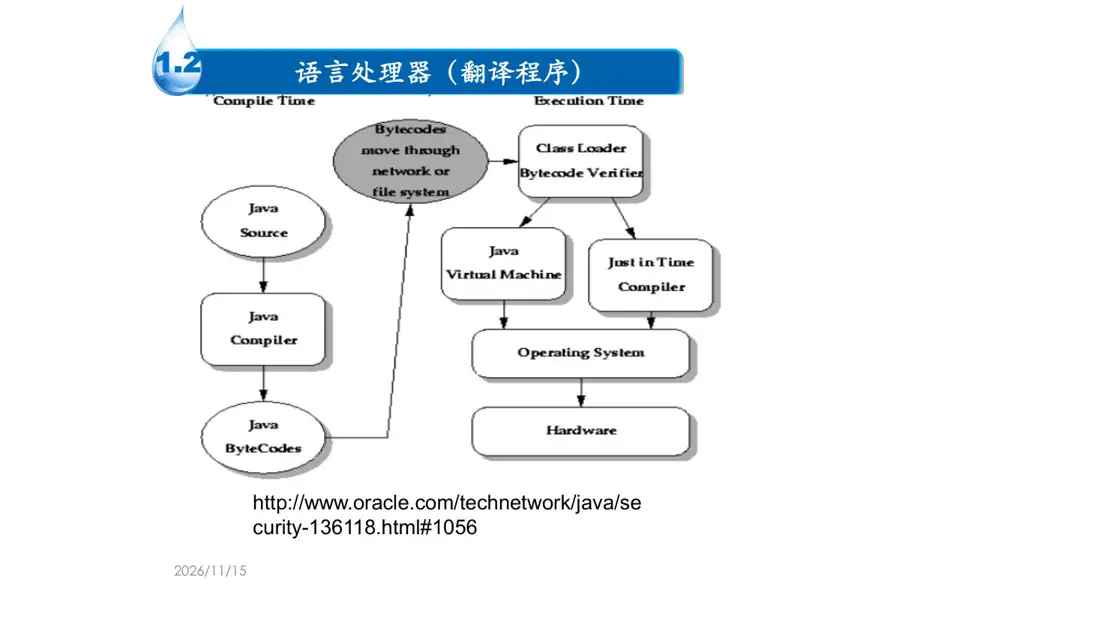 1.2
语言处理器（翻译程序）
Compile Time
Execution Time
Bytecodes
move through
network or
file system
Class Loader
Bytecode Verifier
Java
Source
Java
Virtual Machine
Just in Time
Compiler
Java
Compiler
Operating System
Java
ByteCodes
Hardware
http://www.oracle.com/technetwork/java/se
curity-136118.html#1056
2026/11/15